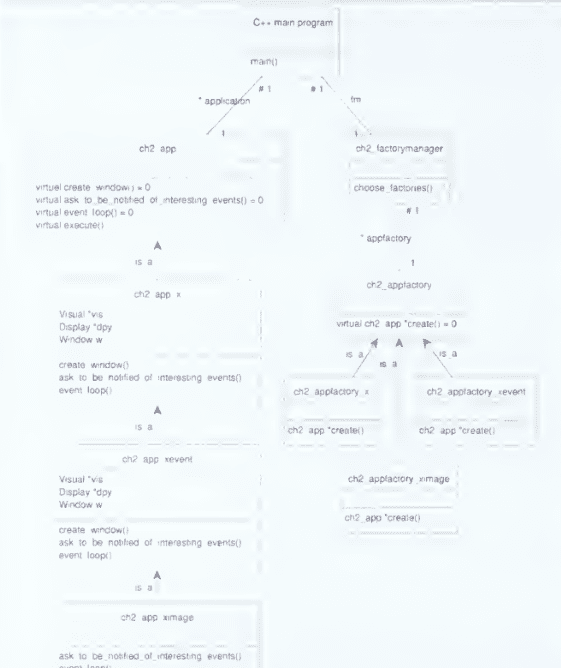 C++ main program
main()
# 1
# 1
* application
fm
1
1
ch2_app
virtual create_window() = 0
virtual ask_to_be_notified_of_interesting_events() = 0
virtual event_loop() = 0
virtual execute()
ch2_factorymanager
choose_factories()
# 1
* appfactory
1
is a
ch2_app_x
Visual *vis
Display *dpy
Window w
create_window()
ask_to_be_notified_of_interesting_events()
event_loop()
ch2_appfactory
virtual ch2_app *create() = 0
is a
is a
is a
ch2_appfactory_x
ch2_app *create()
ch2_appfactory_xevent
ch2_app *create()
is a
ch2_app_xevent
Visual *vis
Display *dpy
Window w
create_window()
ask_to_be_notified_of_interesting_events()
event_loop()
ch2_appfactory_ximage
ch2_app *create()
is a
ch2_app_ximage
ask_to_be_notified_of_interesting_events()
event_loop()